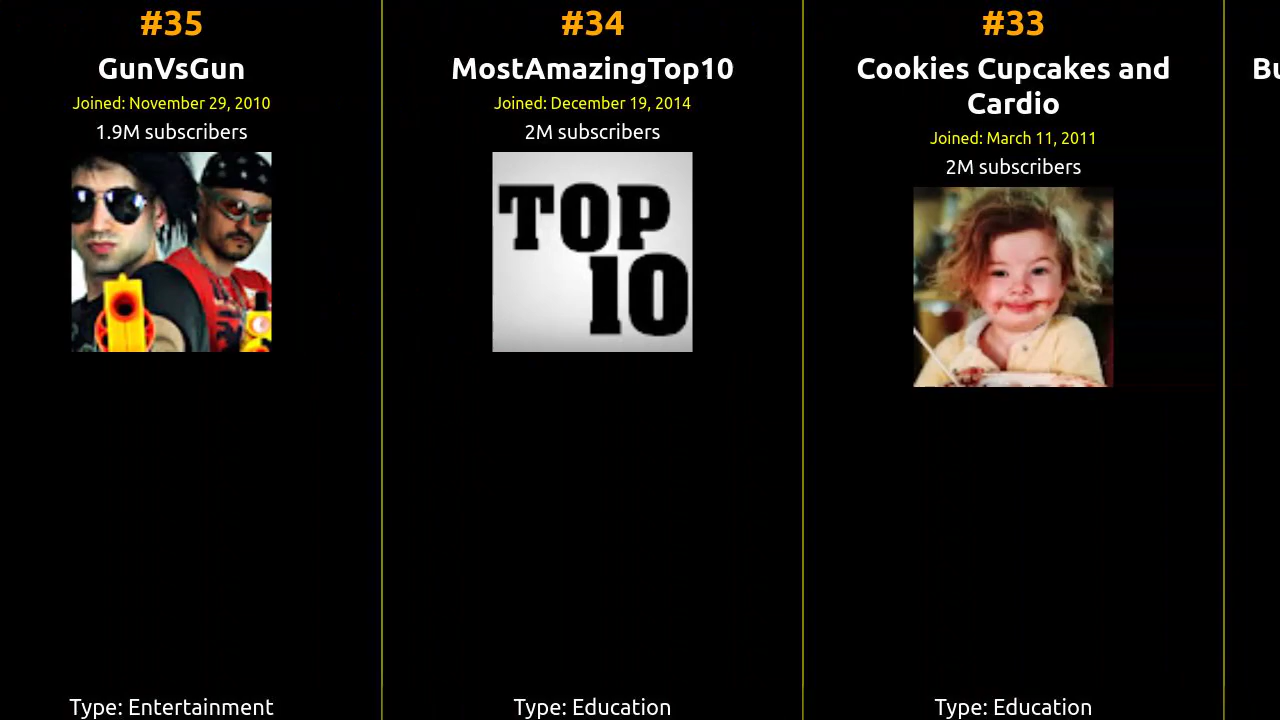 #35
GunVsGun
Joined: November 29, 2010
1.9M subscribers
Type: Entertainment
#34
MostAmazingTop10
Joined: December 19, 2014
2M subscribers
TOP
10
Type: Education
#33
Cookies Cupcakes and
Cardio
Joined: March 11, 2011
2M subscribers
Type: Education